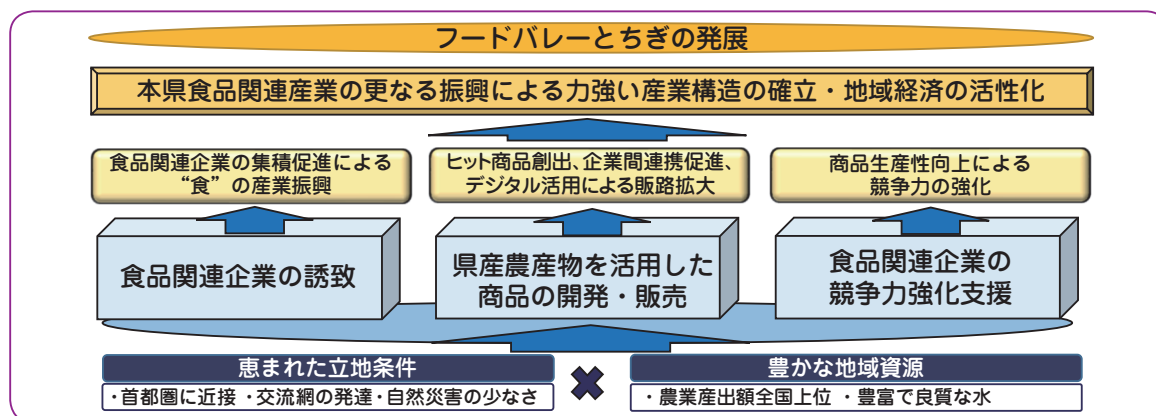 フードバレーとちぎの発展
本県食品関連産業の更なる振興による力強い産業構造の確立・地域経済の活性化
食品関連企業の集積促進による
“食”の産業振興
ヒット商品創出、企業間連携促進、
デジタル活用による販路拡大
商品生産性向上による
競争力の強化
食品関連企業の誘致
県産農産物を活用した
商品の開発・販売
食品関連企業の
競争力強化支援
恵まれた立地条件
・首都圏に近接 ・交流網の発達・自然災害の少なさ
豊かな地域資源
・農業産出額全国上位 ・豊富で良質な水